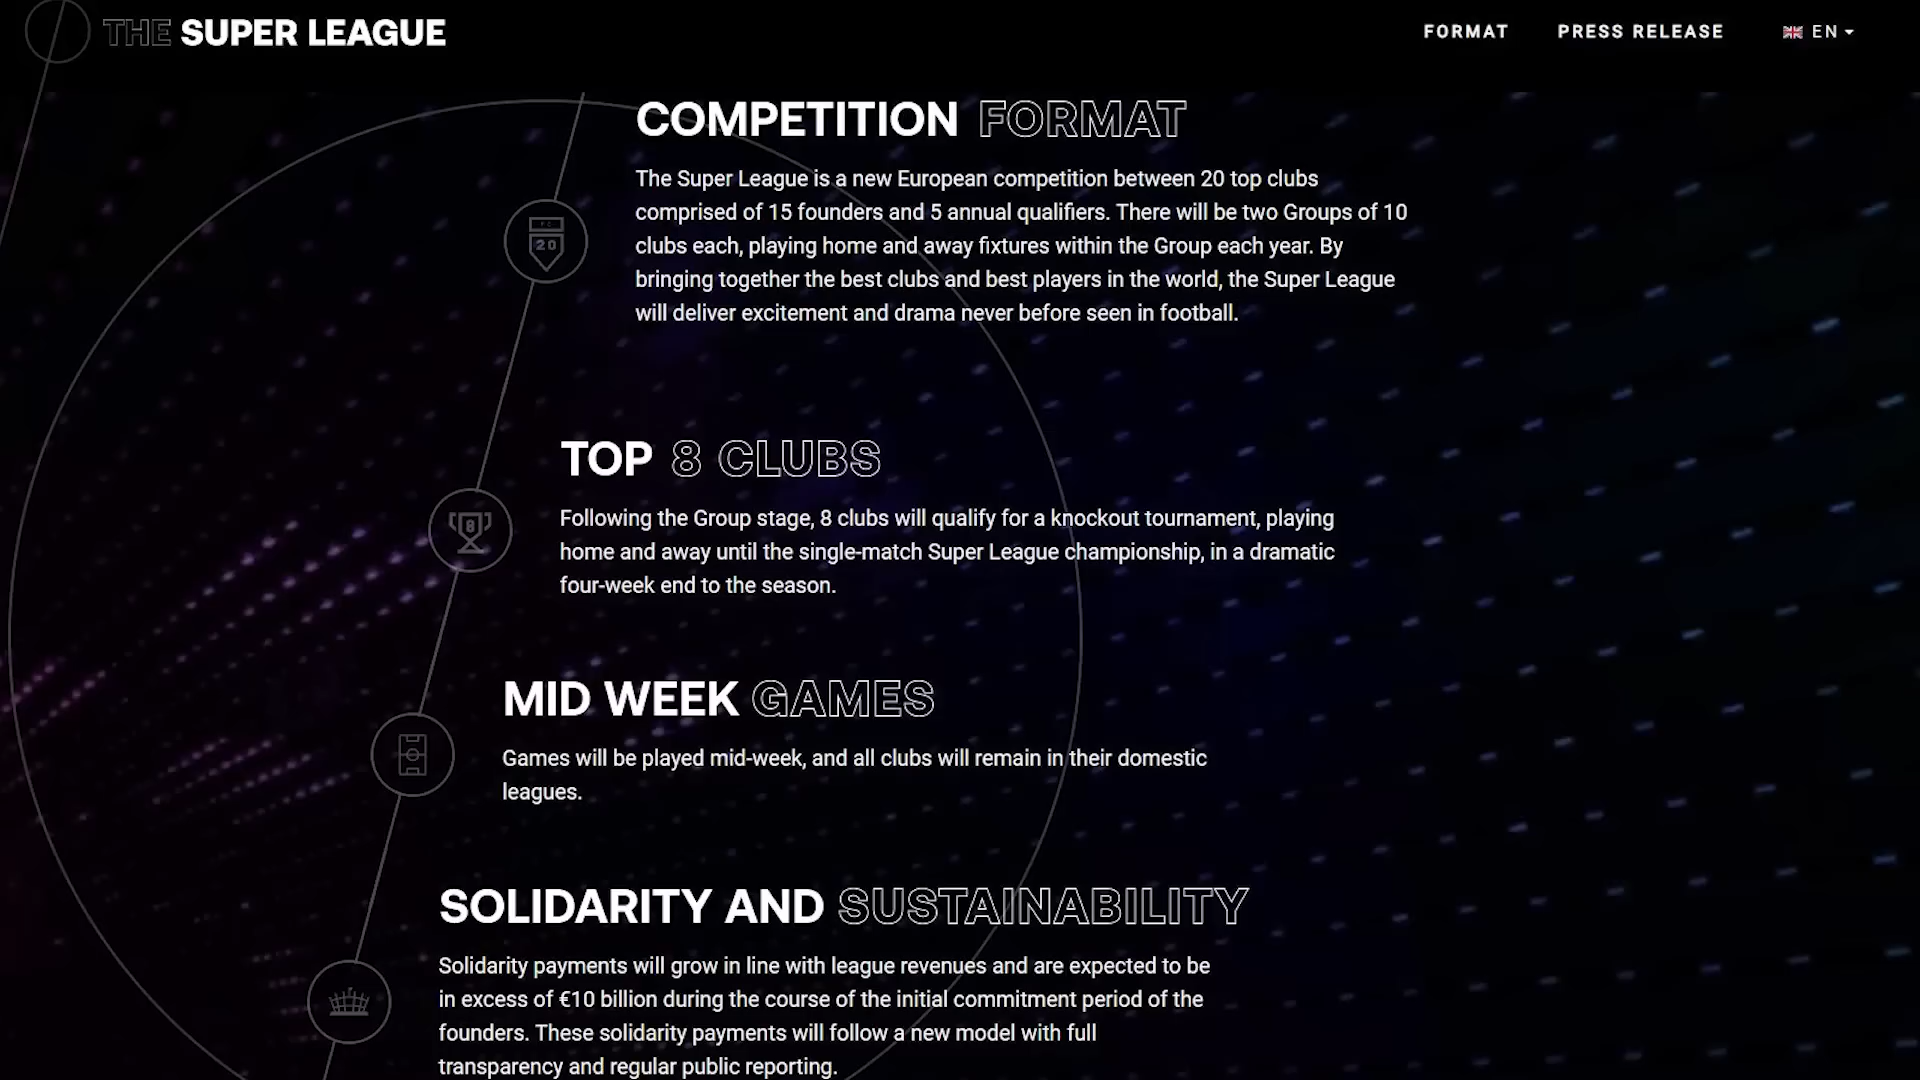 THE SUPER LEAGUE
FORMAT
PRESS RELEASE
EN
COMPETITION FORMAT
The Super League is a new European competition between 20 top clubs
comprised of 15 founders and 5 annual qualifiers. There will be two Groups of 10
clubs each, playing home and away fixtures within the Group each year. By
bringing together the best clubs and best players in the world, the Super League
will deliver excitement and drama never before seen in football.
20
TOP 8 CLUBS
Following the Group stage, 8 clubs will qualify for a knockout tournament, playing
home and away until the single-match Super League championship, in a dramatic
four-week end to the season.
8
MID WEEK GAMES
Games will be played mid-week, and all clubs will remain in their domestic
leagues.
SOLIDARITY AND SUSTAINABILITY
Solidarity payments will grow in line with league revenues and are expected to be
in excess of €10 billion during the course of the initial commitment period of the
founders. These solidarity payments will follow a new model with full
transparency and regular public reporting.